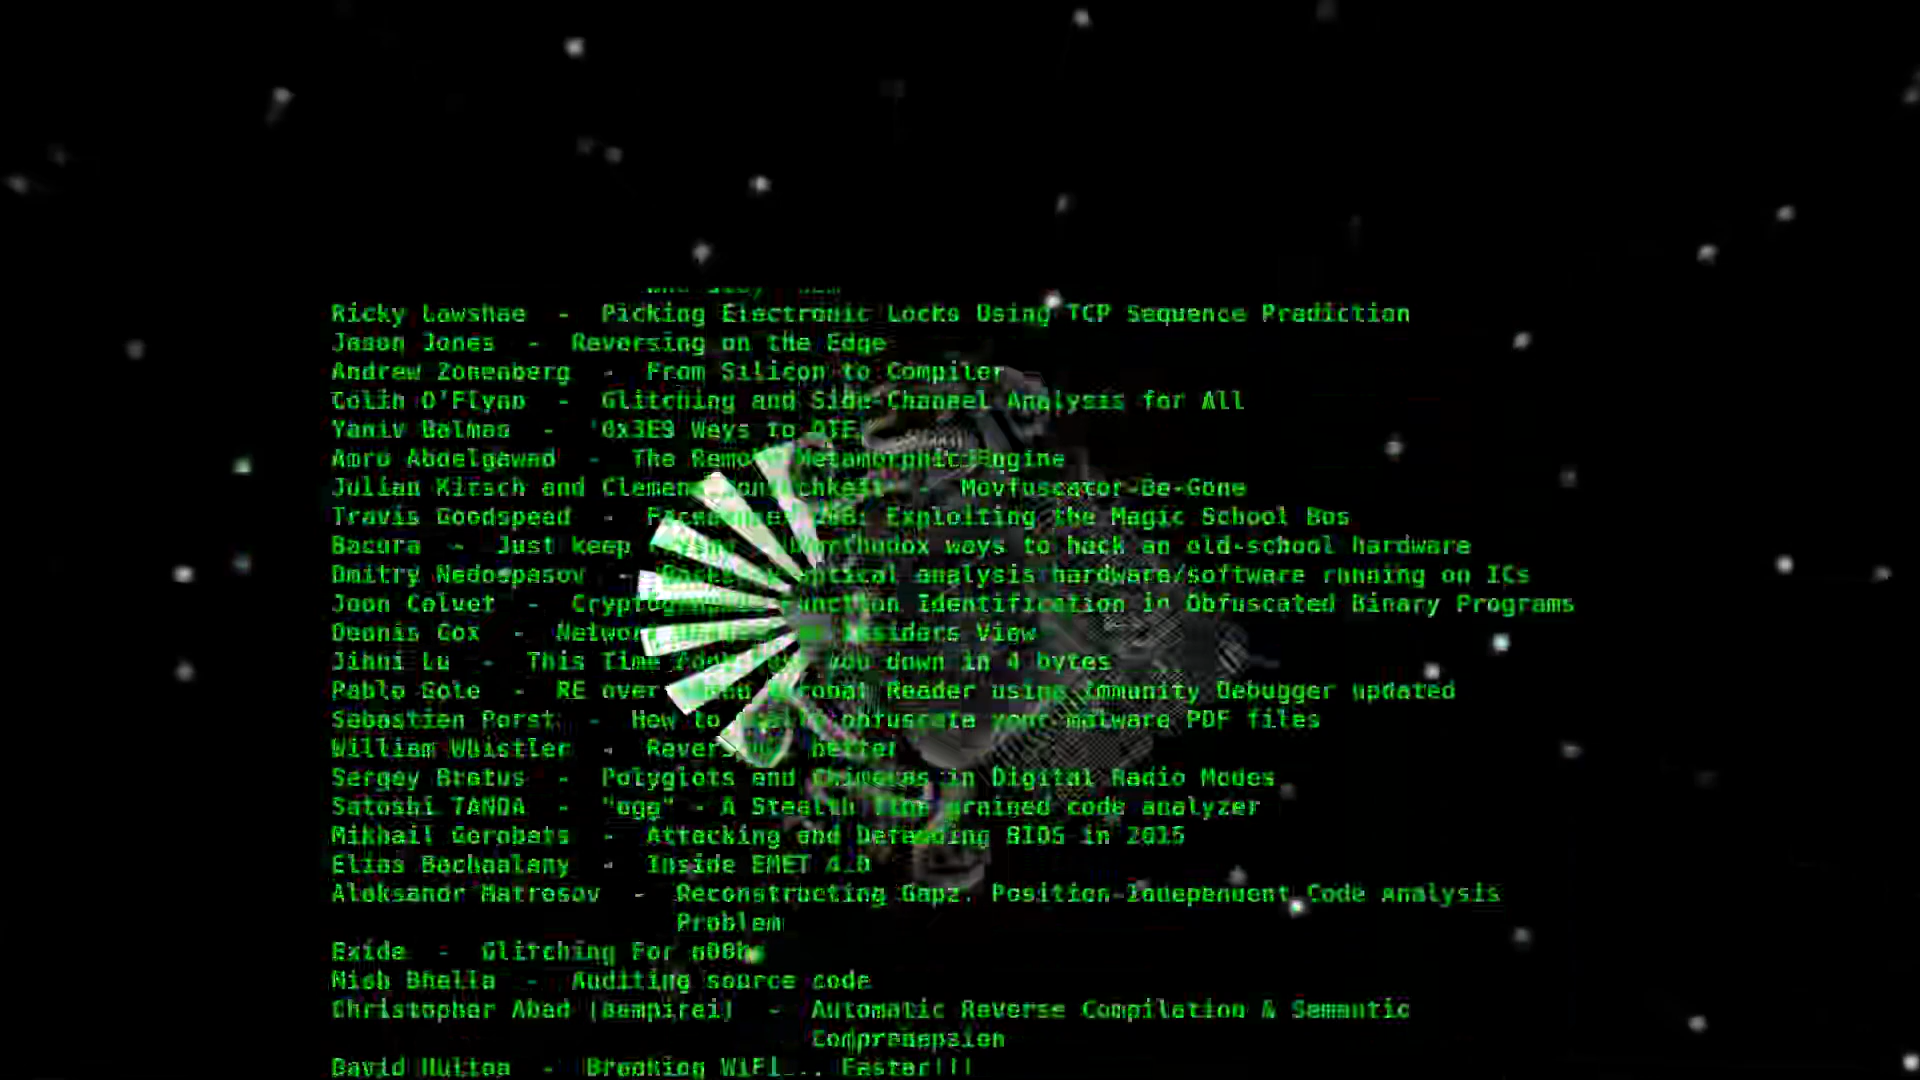 Ricky Lawshae - Picking Electronic Locks Using TCP Sequence Prediction
Jason Jones - Reversing on the Edge
Andrew Zonenberg - From Silicon to Compiler
Colin O'Flynn - Glitching and Side-Channel Analysis for All
Yaniv Balmas - '0x3E9 Ways to DIE
Amro Abdelgawad - The Remote Metamorphic Engine
Julian Kirsch and - Movfuscator-Be-Gone
Travis Goodspeed - Exploiting the Magic School Bus
Bacura - Just keep ways to hack an old-school hardware
Dmitry Nedospasov - optical analysis hardware/software running on ICs
Joan Calvet - Cryptographic Function Identification in Obfuscated Binary Programs
Dennis Cox - Insiders View
Jihni Lu - This Time you down in 4 bytes
Pablo Sole - RE over Acrobat Reader using Immunity Debugger updated
Sebastien Porst - How to obfuscate your malware PDF files
William Whistler - better
Sergey Bratus - Polyglots and Chimeras in Digital Radio Modes
Satoshi TANDA - "egg" - A Stealth fine grained code analyzer
Mikhail - Attacking and Defending BIOS in 2015
Elias Bachaalany - Inside EMET 4.0
Aleksandr Matrosov - Reconstructing Gapz: Position-Independent Code Analysis
Problem
Exide - Glitching For n00bs
Nish Bhalla - Auditing source code
Christopher Abad - Automatic Reverse Compilation & Semantic
Comprehension
David Hulton - Breaking WiFi... Faster!!!